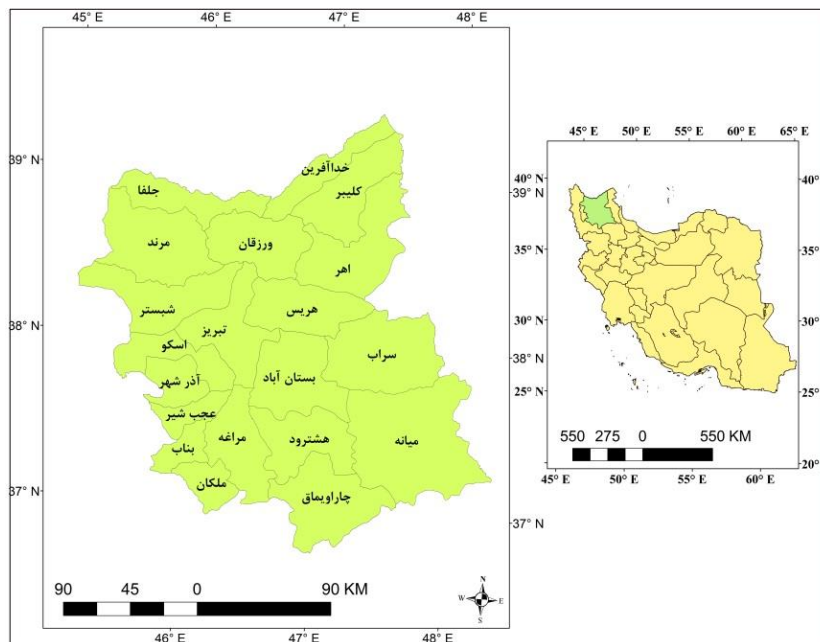 45° E 46° E 47° E 48° E
39° N
38° N
37° N
خداآفرین
کلیبر
جلفا
مرند
ورزقان
اهر
شبستر
هریس
تبریز
اسکو
سراب
آذر شهر
بستان آباد
عجب شیر
مراغه
هشترود
میانه
بناب
ملکان
چاراویماق
39° N
38° N
37° N
90 45 0 90 KM
N
W E
S
46° E 47° E 48° E
45° E 50° E 55° E 60° E 65° E
40° N
35° N
30° N
25° N
40°
35°
30°
25°
20°
550 275 0 550 KM
45° E 50° E 55° E 60° E